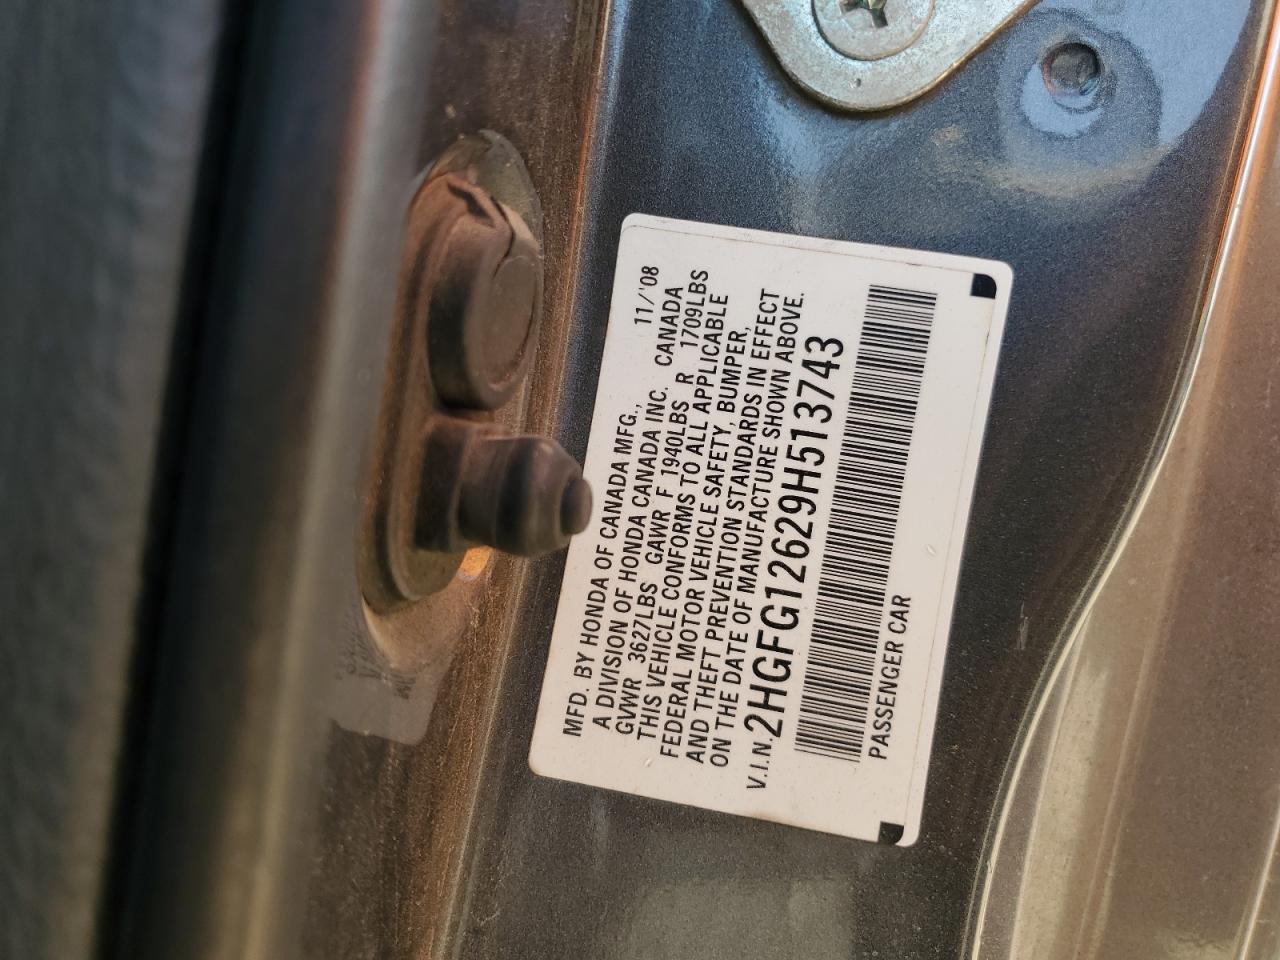 MFD. BY HONDA OF CANADA MFG., 11/'08
A DIVISION OF HONDA CANADA INC. CANADA
GVWR 3627LBS GAWR F 1940LBS R 1709LBS
THIS VEHICLE CONFORMS TO ALL APPLICABLE
FEDERAL MOTOR VEHICLE SAFETY, BUMPER,
AND THEFT PREVENTION STANDARDS IN EFFECT
ON THE DATE OF MANUFACTURE SHOWN ABOVE.
V.I.N. 2HGFG12629H513743
PASSENGER CAR